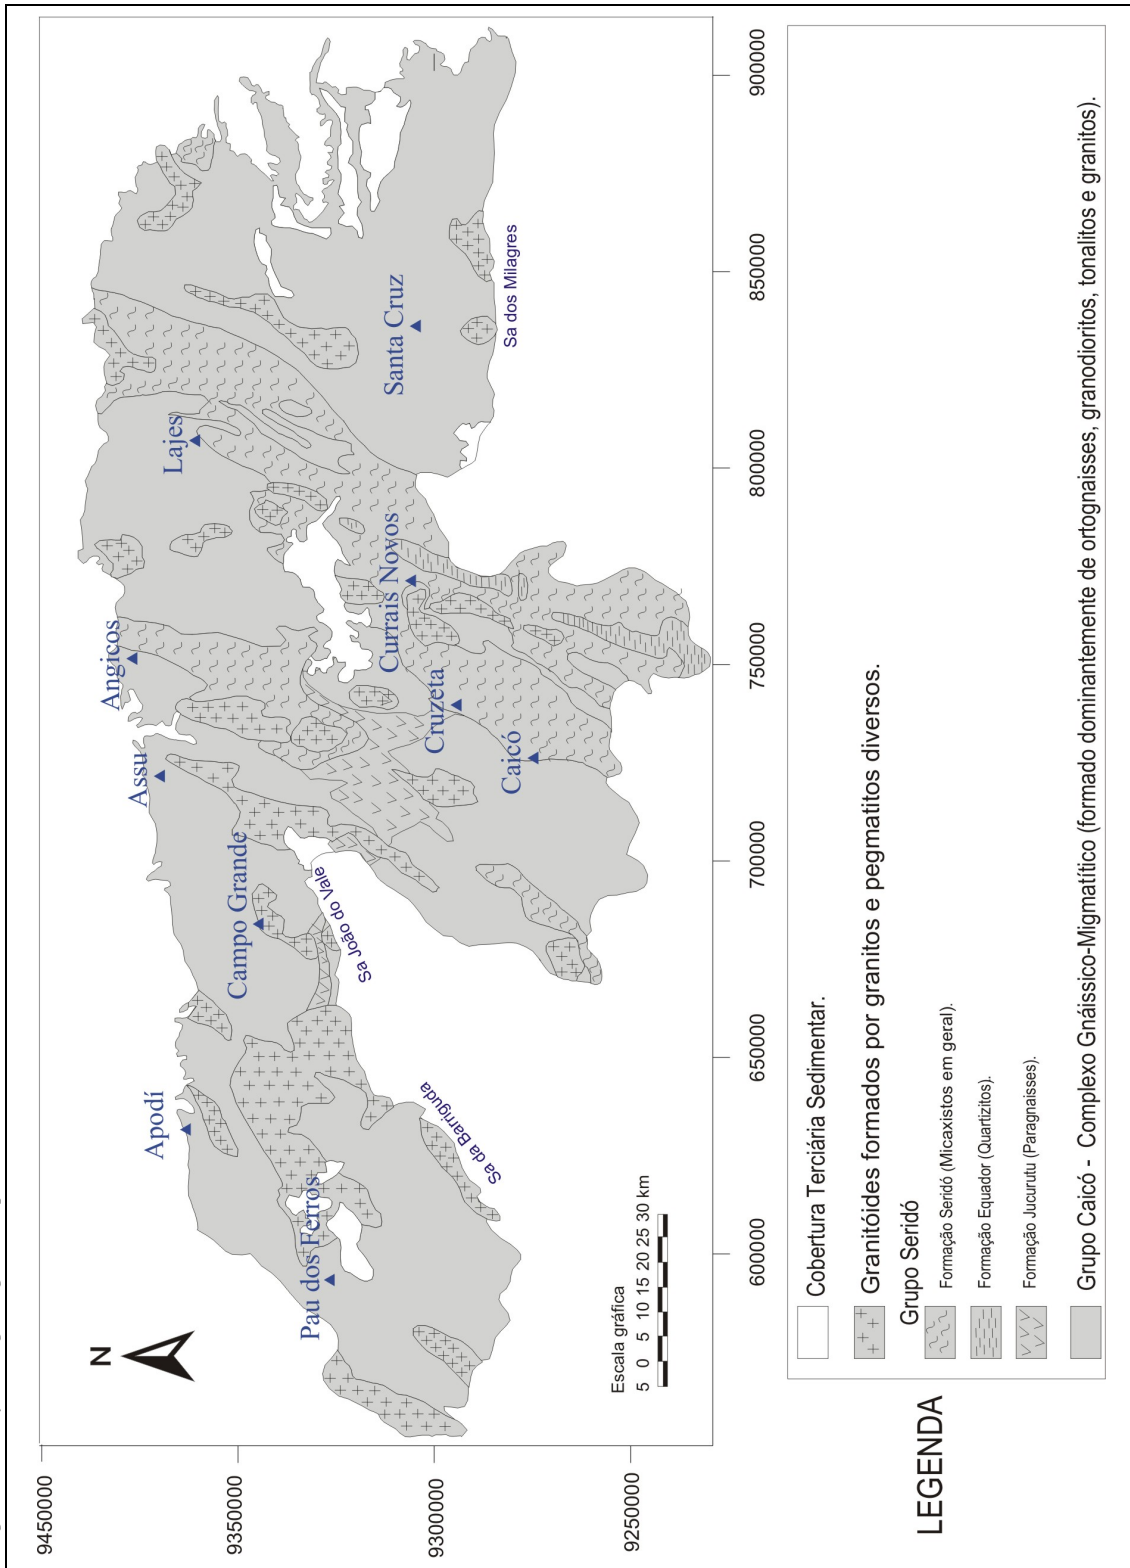 N
9450000
9350000
9300000
9250000
Angicos
Assu
Lajes
Apodí
Campo Grande
Santa Cruz
Pau dos Ferros
Sa João do Vale
Currais Novos
Cruzeta
Sa da Barriguda
Sa dos Milagres
Caicó
Escala gráfica
5 0 5 10 15 20 25 30 km
600000
650000
700000
750000
800000
850000
900000
LEGENDA
Cobertura Terciária Sedimentar.
Granitóides formados por granitos e pegmatitos diversos.
Grupo Seridó
Formação Seridó (Micaxistos em geral).
Formação Equador (Quartizitos).
Formação Jucurutu (Paragnaisses).
Grupo Caicó - Complexo Gnáissico-Migmatítico (formado dominantemente de ortognaisses, granodioritos, tonalitos e granitos).